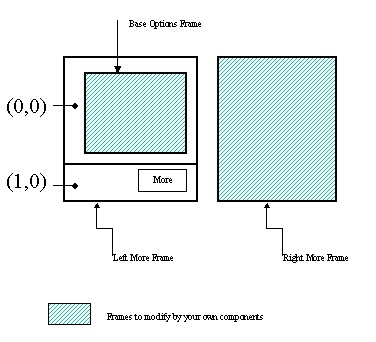 Base Options Frame
(0,0)
(1,0)
More
Left More Frame
Right More Frame
Frames to modify by your own components